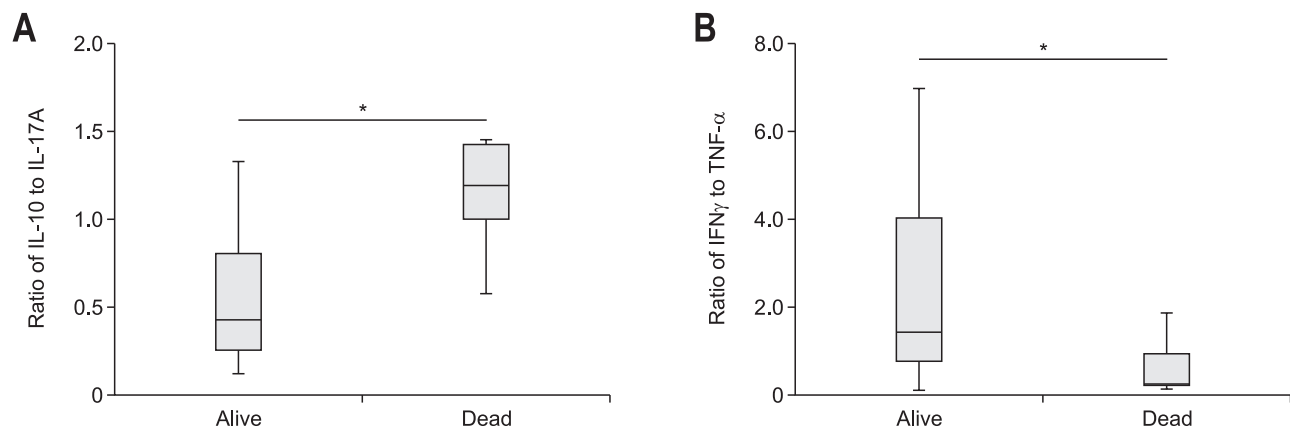 A
Ratio of IL-10 to IL-17A
2.0
1.5
1.0
0.5
0
*
Alive
Dead
B
Ratio of IFNγ to TNF-α
8.0
6.0
4.0
2.0
0
*
Alive
Dead